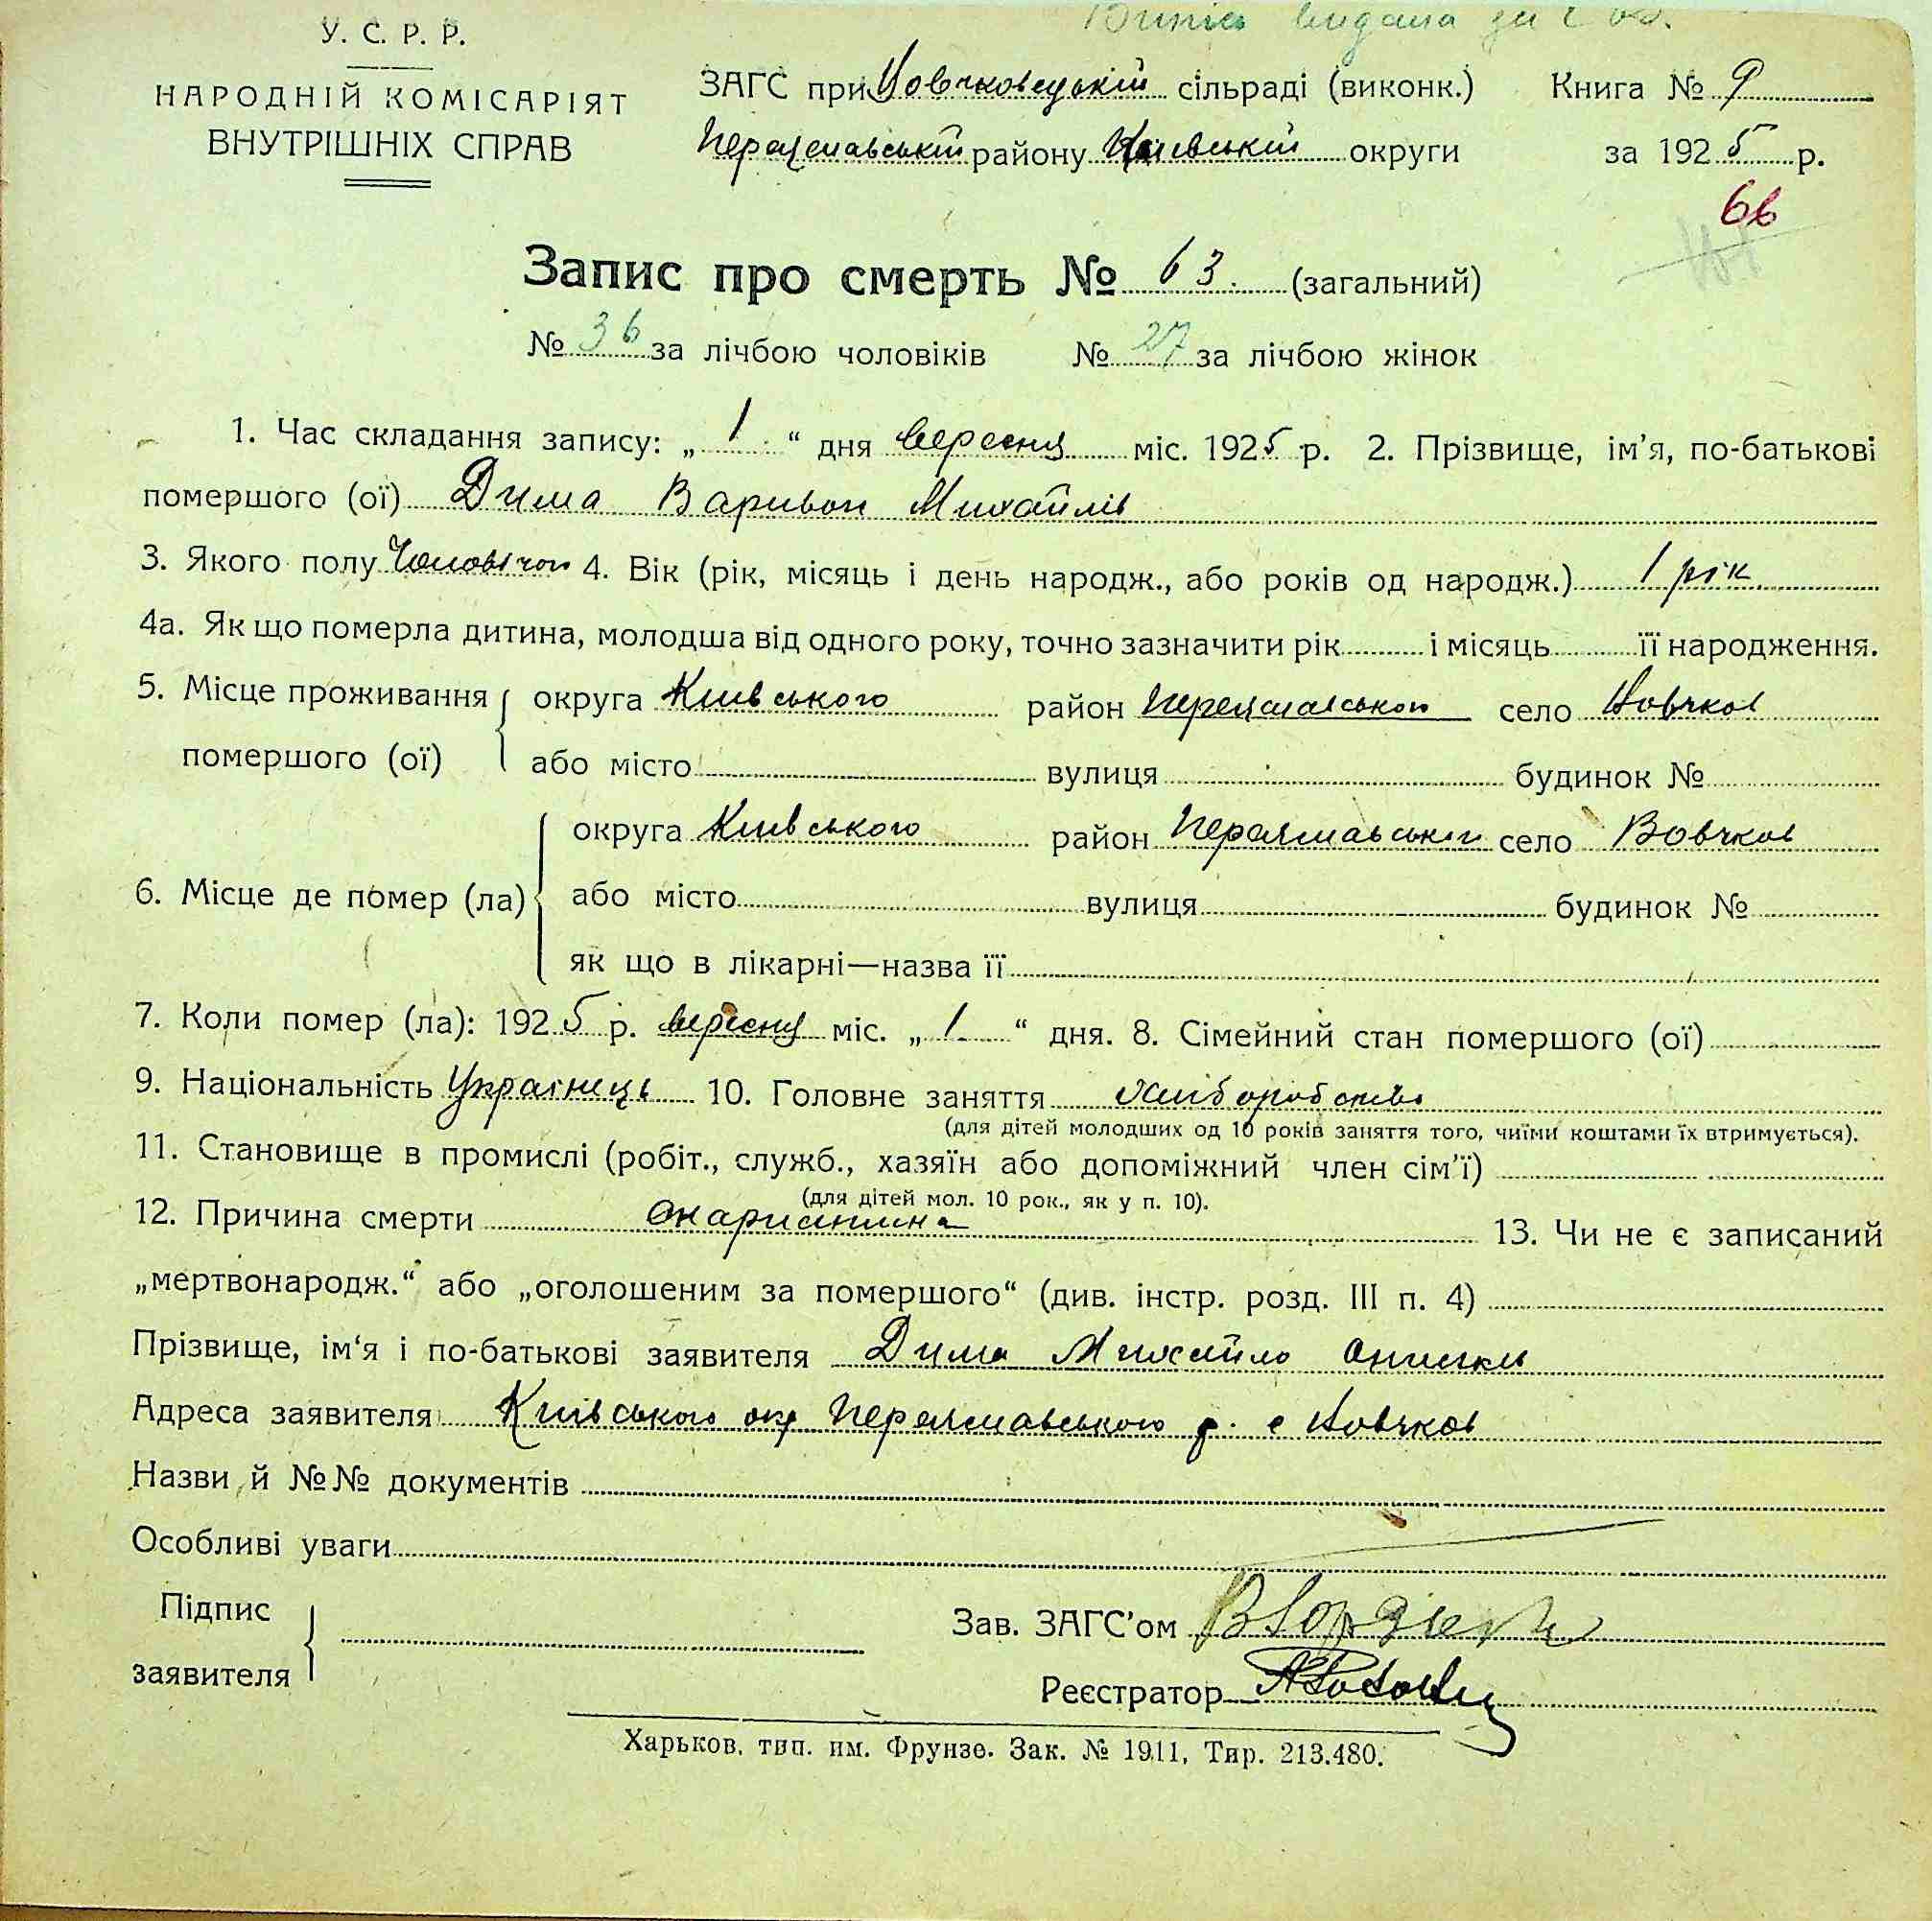 Випись видана за
У. С. Р. Р.
НАРОДНІЙ КОМІСАРІЯТ
ВНУТРІШНІХ СПРАВ
ЗАГС при Вовчковецькій сільраді (виконк.) Книга № 9
Переяславській району Київській округи за 1925 р.
66
Запис про смерть № 63. (загальний)
№ 36 за лічбою чоловіків № 27 за лічбою жінок
1. Час складання запису: „ 1 “ дня вересня міс. 1925 р. 2. Прізвище, ім’я, по-батькові
помершого (ої) Дима Варивон Михайлів
3. Якого полу Чоловічого 4. Вік (рік, місяць і день народж., або років од народж.) 1 рік
4а. Як що померла дитина, молодша від одного року, точно зазначити рік і місяць її народження.
5. Місце проживання помершого (ої) округа Київського район Переяславського село Вовчков
або місто вулиця будинок №
6. Місце де помер (ла) округа Київського район Переяславський село Вовчков
або місто вулиця будинок №
як що в лікарні—назва її
7. Коли помер (ла): 1925 р. вересня міс. „ 1 “ дня. 8. Сімейний стан помершого (ої)
9. Національність Українець 10. Головне заняття Хліборобство
(для дітей молодших од 10 років заняття того, чиїми коштами їх втримується).
11. Становище в промислі (робіт., служб., хазяїн або допоміжний член сім’ї)
(для дітей мол. 10 рок., як у п. 10).
12. Причина смерти Скарлятина 13. Чи не є записаний
„мертвонародж.“ або „оголошеним за помершого“ (див. інстр. розд. III п. 4)
Прізвище, ім‘я і по-батькові заявителя Дима Михайло
Адреса заявителя Київського окр Переяславського р. с Вовчков
Назви й №№ документів
Особливі уваги
Підпис заявителя
Зав. ЗАГС’ом
Реєстратор
Харьков, тип. им. Фрунзе. Зак. № 1911, Тир. 213.480.